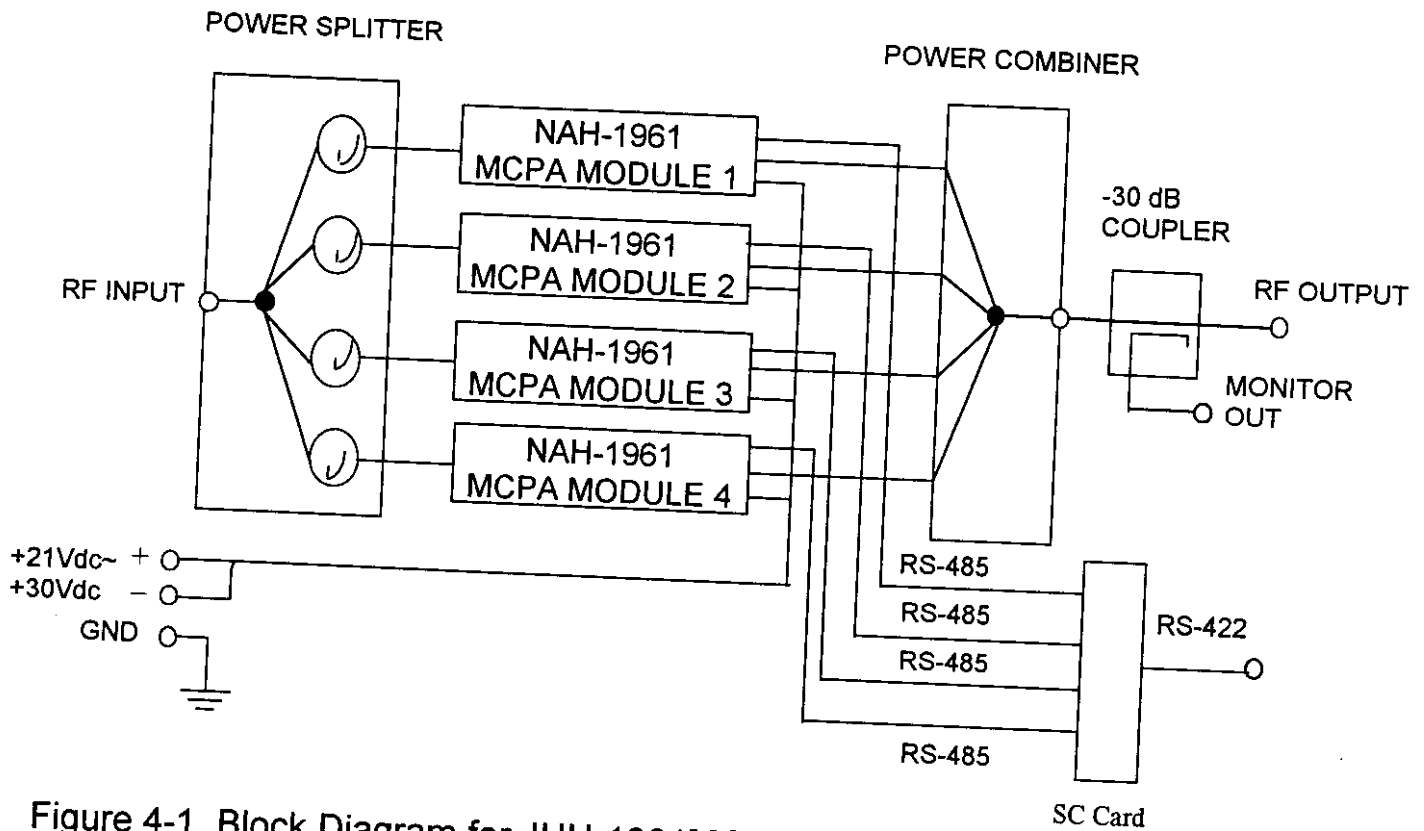 POWER SPLITTER
POWER COMBINER
NAH-1961
MCPA MODULE 1
NAH-1961
MCPA MODULE 2
NAH-1961
MCPA MODULE 3
NAH-1961
MCPA MODULE 4
RF INPUT
-30 dB
COUPLER
RF OUTPUT
MONITOR
OUT
+21Vdc~ +
+30Vdc -
GND
RS-485
RS-485
RS-485
RS-485
RS-422
SC Card
Figure 4-1 Block Diagram for